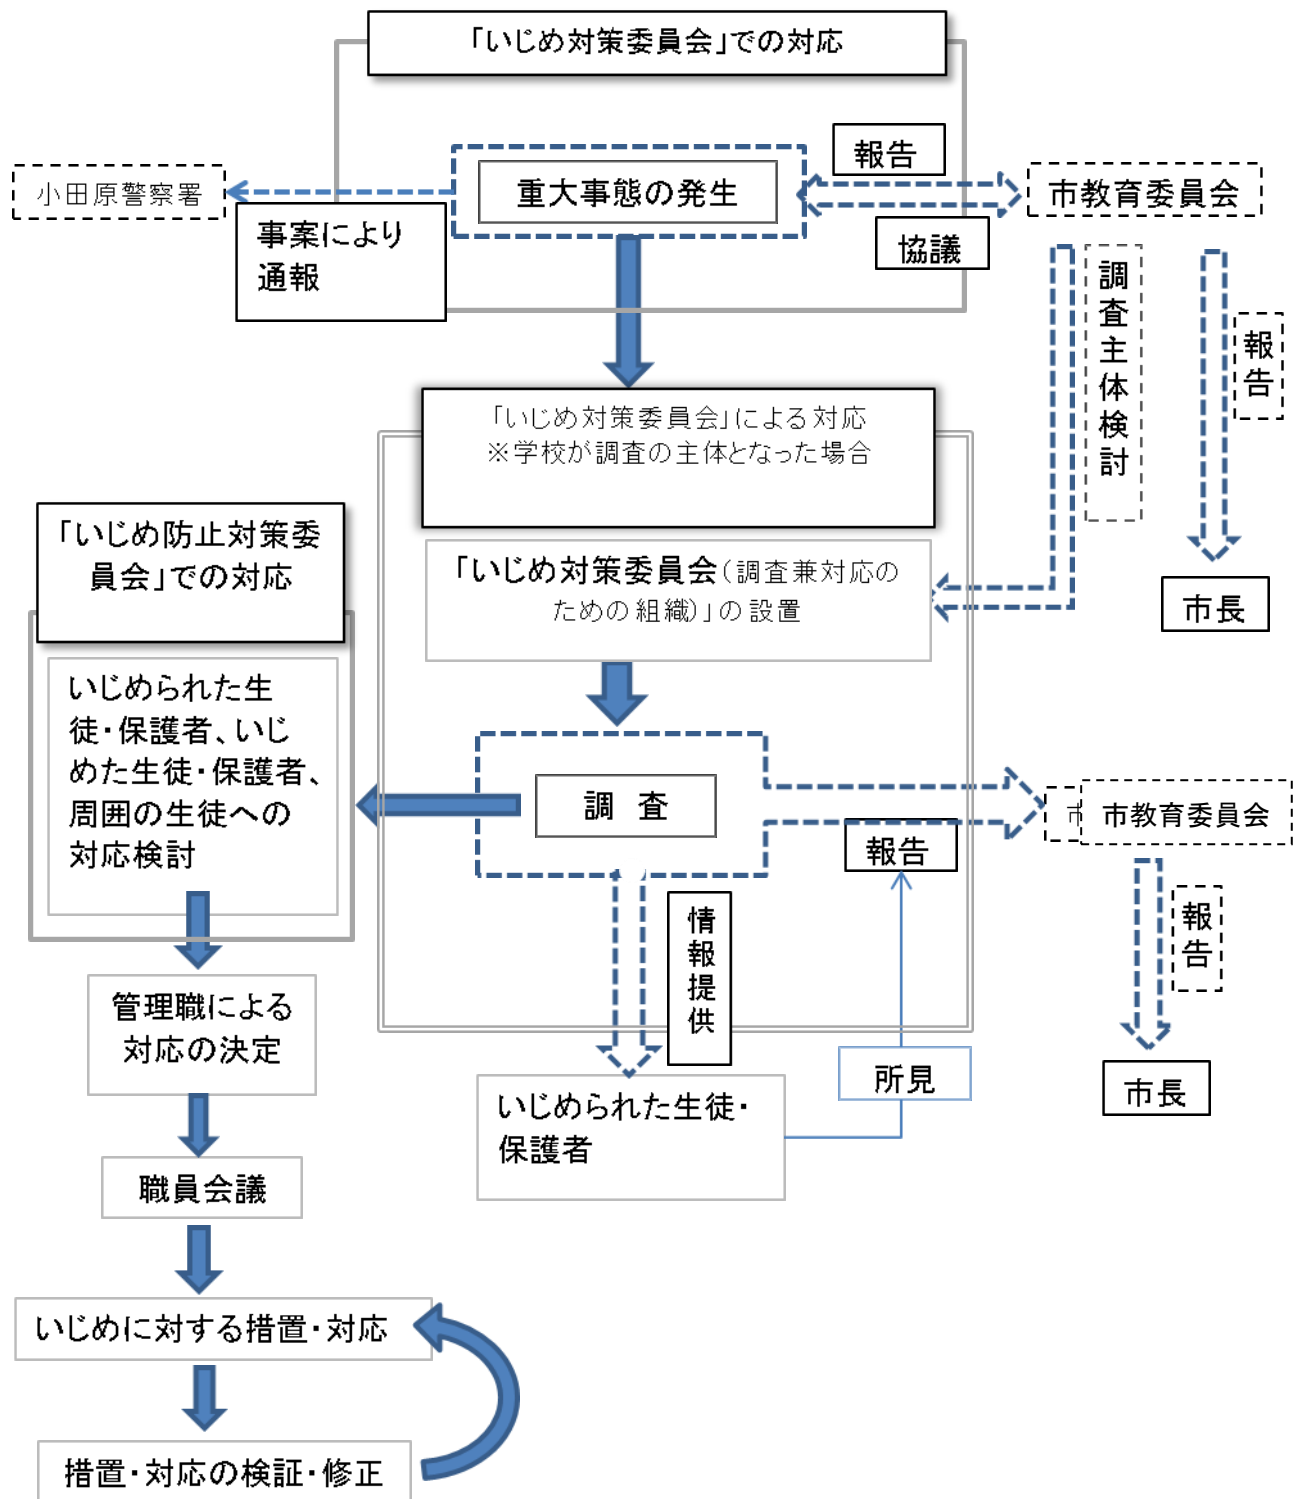 「いじめ対策委員会」での対応
報告
小田原警察署
重大事態の発生
市教育委員会
事案により
通報
協議
調査主体検討
報告
「いじめ対策委員会」による対応
※学校が調査の主体となった場合
「いじめ防止対策委
員会」での対応
「いじめ対策委員会（調査兼対応の
ための組織）」の設置
市長
いじめられた生
徒・保護者、いじ
めた生徒・保護者、
周囲の生徒への
対応検討
調　査
市
市教育委員会
報告
情報提供
報告
管理職による
対応の決定
所見
市長
いじめられた生徒・
保護者
職員会議
いじめに対する措置・対応
措置・対応の検証・修正